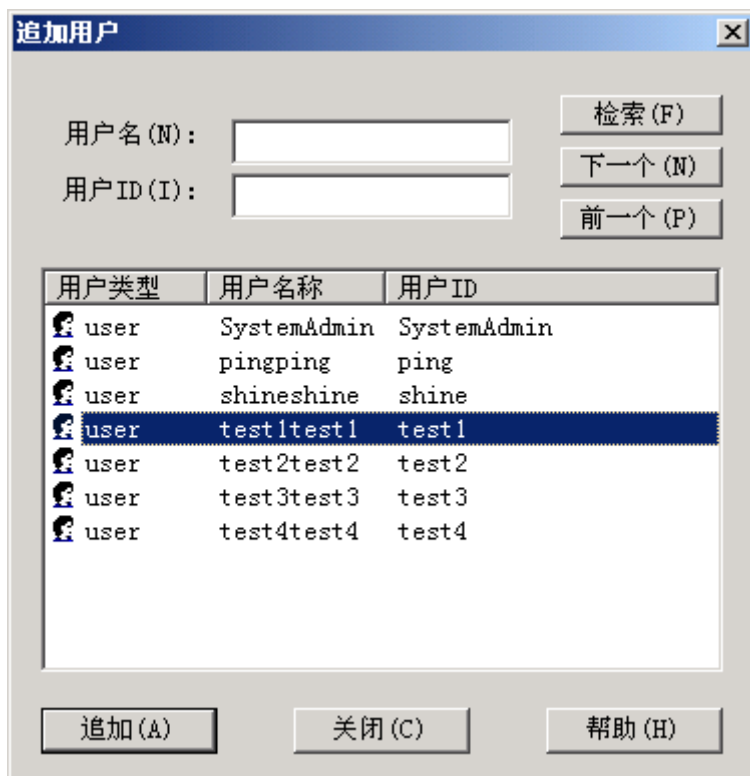 追加用户
用户名(N):
检索(F)
下一个(N)
用户ID(I):
前一个(P)
用户类型 用户名称 用户ID
user SystemAdmin SystemAdmin
user pingping ping
user shineshine shine
user test1test1 test1
user test2test2 test2
user test3test3 test3
user test4test4 test4
追加(A) 关闭(C) 帮助(H)